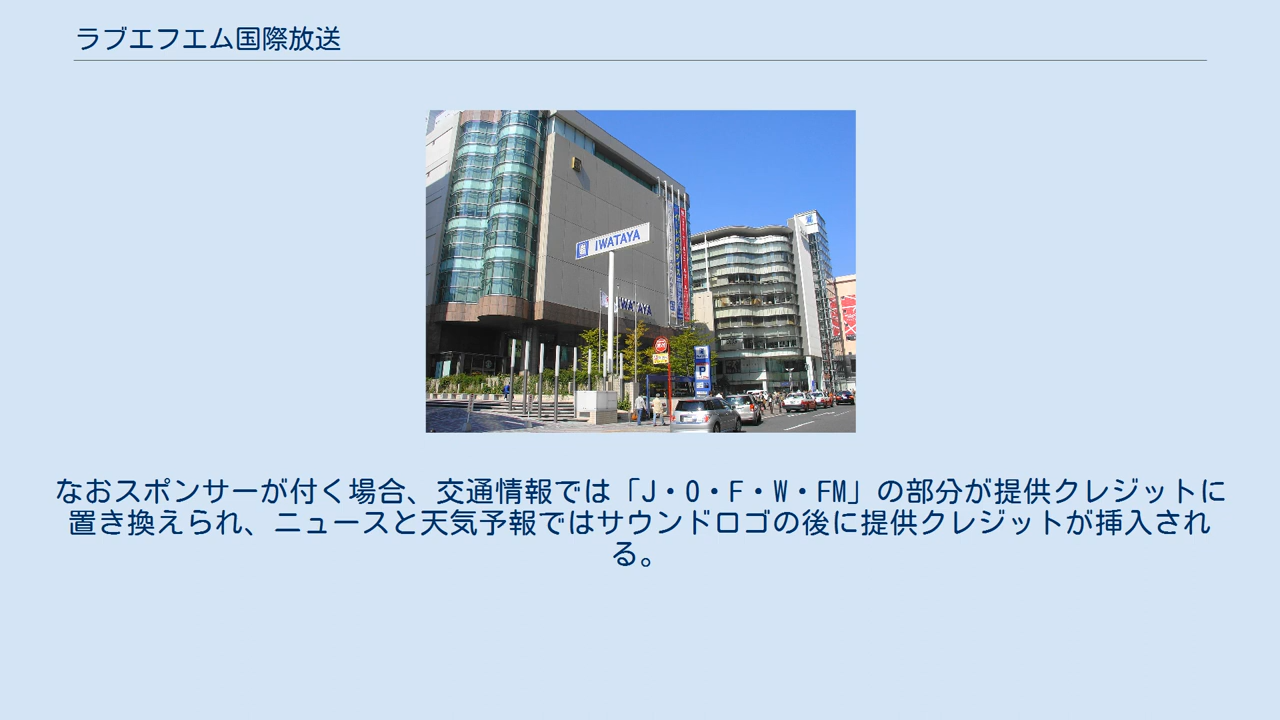 ラブエフエム国際放送
IWATAYA
IWATAYA
P
なおスポンサーが付く場合、交通情報では「J・O・F・W・FM」の部分が提供クレジットに
置き換えられ、ニュースと天気予報ではサウンドロゴの後に提供クレジットが挿入され
る。